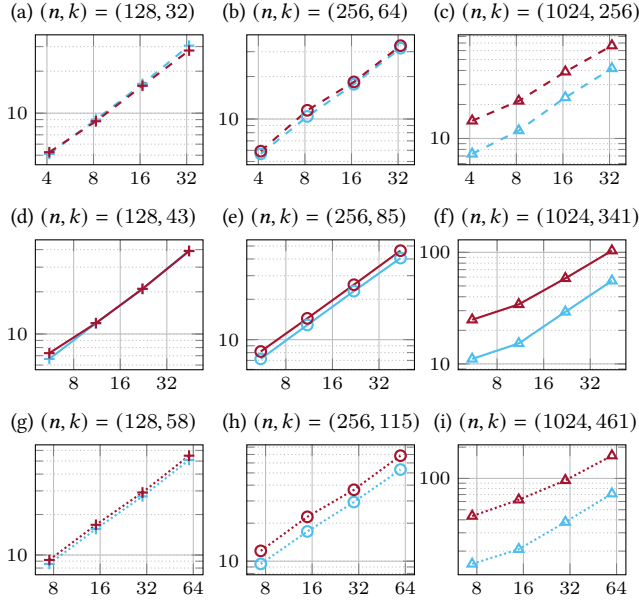 (a) (n, k) = (128, 32)
(b) (n, k) = (256, 64)
(c) (n, k) = (1024, 256)
10
4 8 16 32
10
4 8 16 32
10
4 8 16 32
(d) (n, k) = (128, 43)
(e) (n, k) = (256, 85)
(f) (n, k) = (1024, 341)
10
8 16 32
10
8 16 32
100
10
8 16 32
(g) (n, k) = (128, 58)
(h) (n, k) = (256, 115)
(i) (n, k) = (1024, 461)
10
8 16 32 64
10
8 16 32 64
100
8 16 32 64